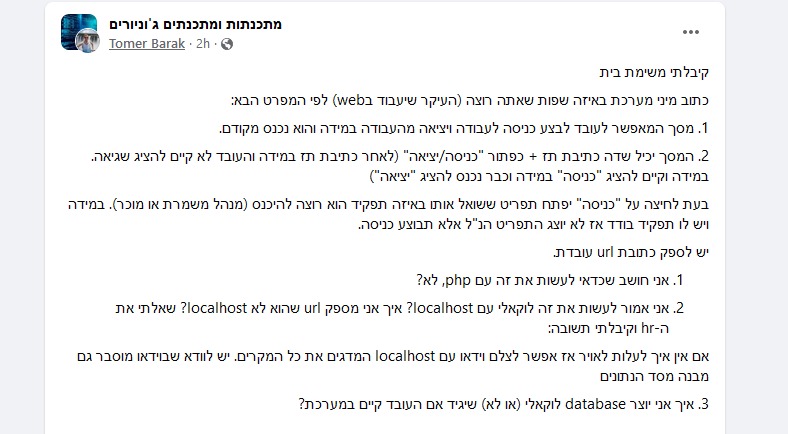 מתכנתות ומתכנתים ג'וניורים
Tomer Barak · 2h ·
קיבלתי משימת בית
כתוב מיני מערכת באיזה שפות שאתה רוצה (העיקר שיעבוד בweb) לפי המפרט הבא:
1. מסך המאפשר לעובד לבצע כניסה לעבודה ויציאה מהעבודה במידה והוא נכנס מקודם.
2. המסך יכיל שדה כתיבת תז + כפתור "כניסה/יציאה" (לאחר כתיבת תז במידה והעובד לא קיים להציג שגיאה.
במידה וקיים להציג "כניסה" במידה וכבר נכנס להציג "יציאה")
בעת לחיצה על "כניסה" יפתח תפריט ששואל אותו באיזה תפקיד הוא רוצה להיכנס (מנהל משמרת או מוכר). במידה
ויש לו תפקיד בודד אז לא יוצג התפריט הנ"ל אלא תבוצע כניסה.
יש לספק כתובת url עובדת.
1. אני חושב שכדאי לעשות את זה עם php, לא?
2. אני אמור לעשות את זה לוקאלי עם localhost? איך אני מספק url שהוא לא localhost? שאלתי את
ה-hr וקיבלתי תשובה:
אם אין איך לעלות לאויר אז אפשר לצלם וידאו עם localhost המדגים את כל המקרים. יש לוודא שבוידאו מוסבר גם
מבנה מסד הנתונים
3. איך אני יוצר database לוקאלי (או לא) שיגיד אם העובד קיים במערכת?